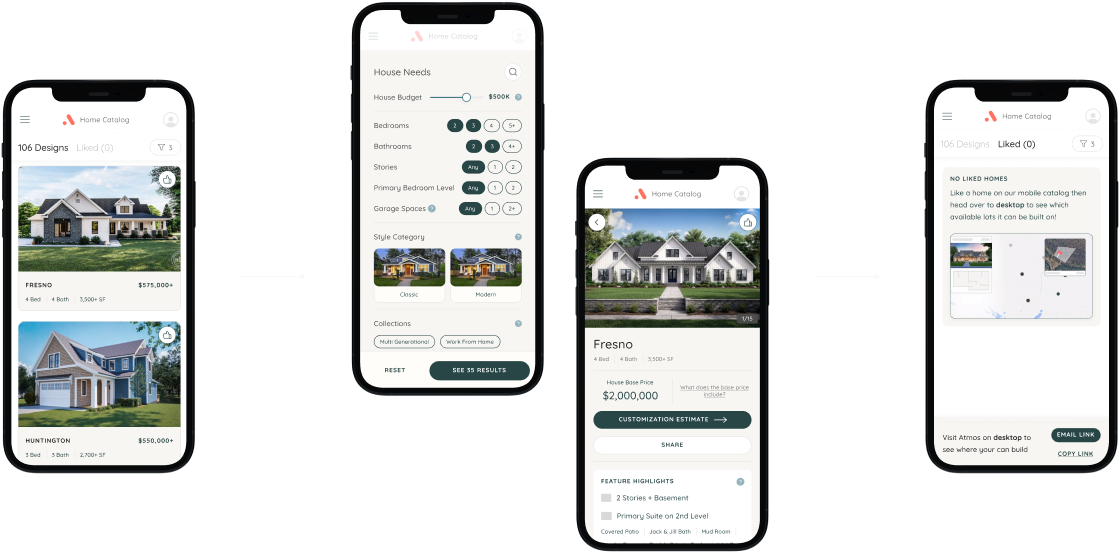 Home Catalog
106 Designs Liked (0) 3
FRESNO $575,000+
4 Bed 4 Bath 3,500+ SF
HUNTINGTON $550,000+
3 Bed 3 Bath 2,700+ SF
Home Catalog
House Needs
House Budget $500K ?
Bedrooms 2 3 4 5+
Bathrooms 2 3 4+
Stories Any 1 2
Primary Bedroom Level Any 1 2
Garage Spaces ? Any 1 2+
Style Category ?
Classic Modern
Collections ?
Multi Generational Work From Home
RESET SEE 35 RESULTS
Home Catalog
1/15
Fresno
4 Bed 4 Bath 3,500+ SF
House Base Price
$2,000,000
What does the base price
include?
CUSTOMIZATION ESTIMATE
SHARE
FEATURE HIGHLIGHTS ?
2 Stories + Basement
Primary Suite on 2nd Level
Covered Patio Jack & Jill Bath Mud Room
Home Catalog
106 Designs Liked (0) 3
NO LIKED HOMES
Like a home on our mobile catalog then
head over to desktop to see which
available lots it can be built on!
Visit Atmos on desktop to
see where your can build
EMAIL LINK
COPY LINK